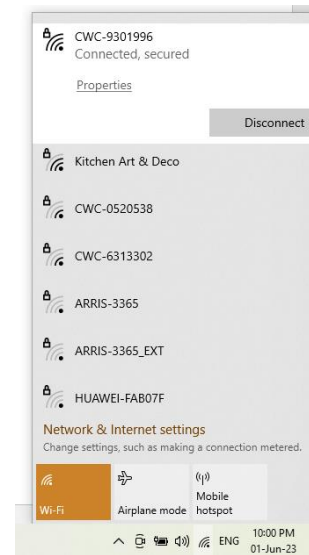 CWC-9301996
Connected, secured
Properties
Disconnect
Kitchen Art & Deco
CWC-0520538
CWC-6313302
ARRIS-3365
ARRIS-3365_EXT
HUAWEI-FAB07F
Network & Internet settings
Change settings, such as making a connection metered.
Wi-Fi
Airplane mode
Mobile
hotspot
ENG
10:00 PM
01-Jun-23